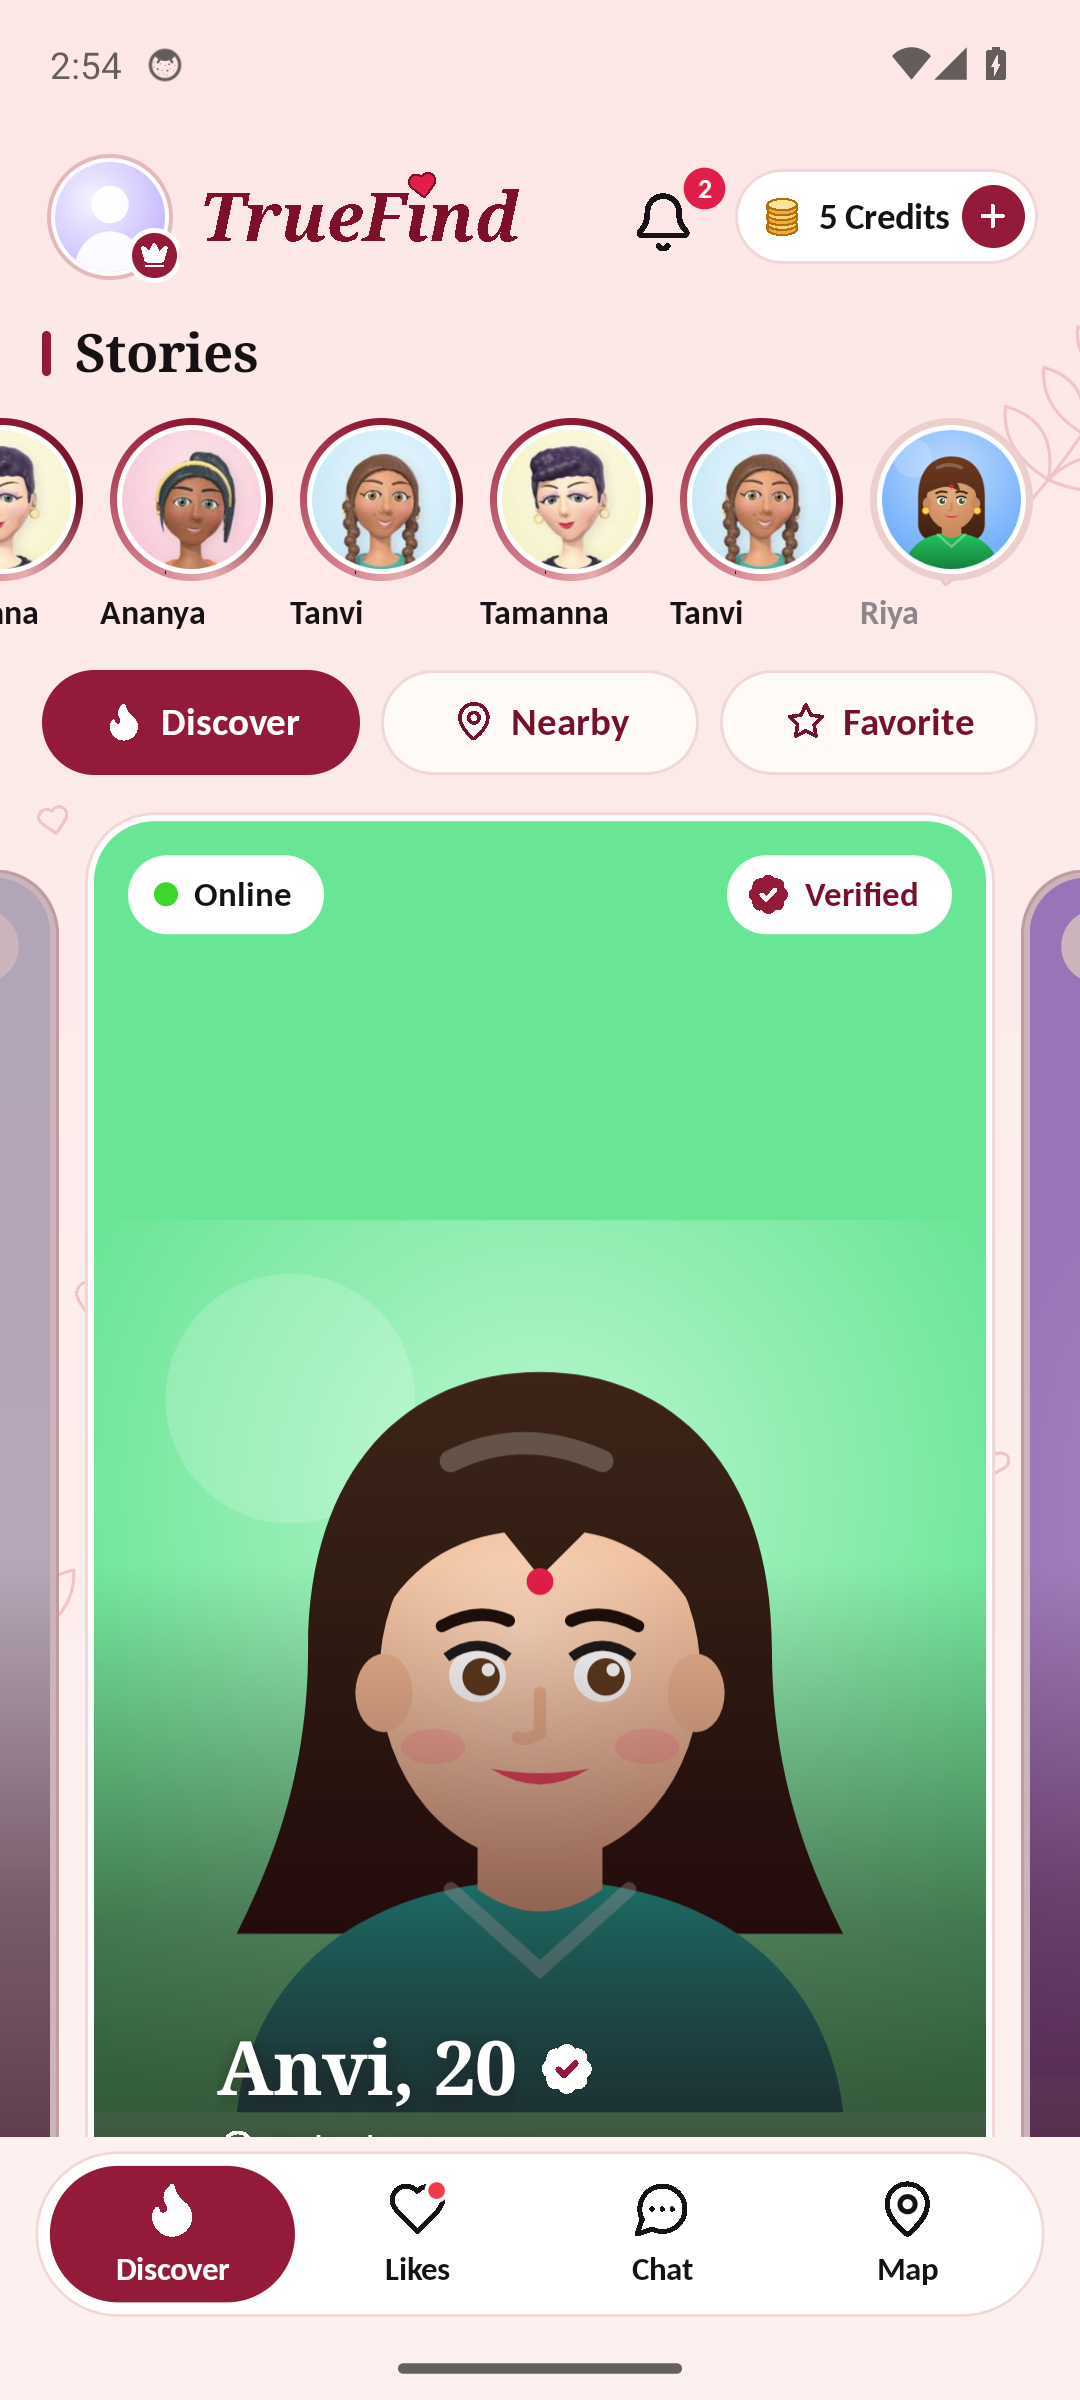 2:54
TrueFind
2
5 Credits
Stories
Ananya
Tanvi
Tamanna
Tanvi
Riya
Discover
Nearby
Favorite
Online
Verified
Anvi, 20
Discover
Likes
Chat
Map